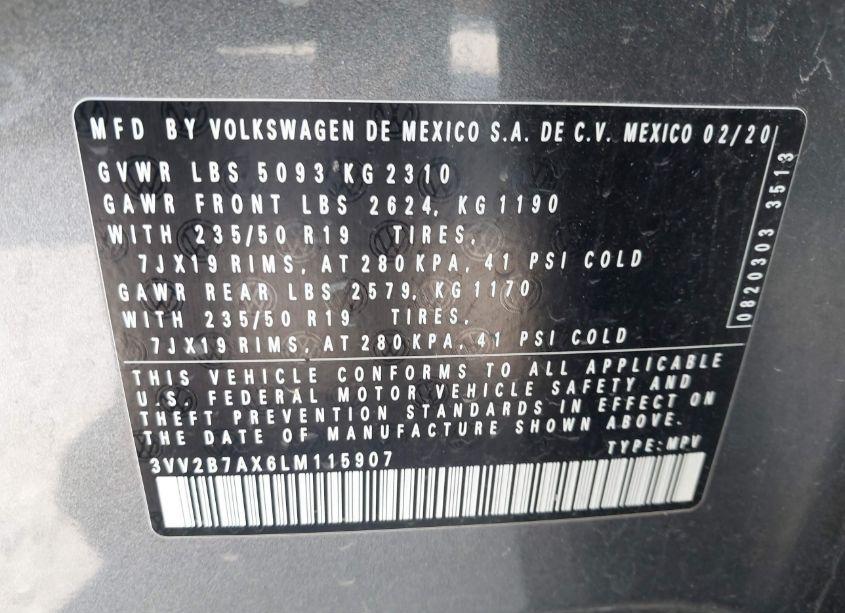 MFD BY VOLKSWAGEN DE MEXICO S.A. DE C.V. MEXICO 02/20
GVWR LBS 5093 KG 2310
GAWR FRONT LBS 2624, KG 1190
WITH 235/50 R19 TIRES,
7JX19 RIMS, AT 280 KPA, 41 PSI COLD
GAWR REAR LBS 2579, KG 1170
WITH 235/50 R19 TIRES,
7JX19 RIMS, AT 280 KPA, 41 PSI COLD
THIS VEHICLE CONFORMS TO ALL APPLICABLE
U.S. FEDERAL MOTOR VEHICLE SAFETY AND
THEFT PREVENTION STANDARDS IN EFFECT ON
THE DATE OF MANUFACTURE SHOWN ABOVE.
3VV2B7AX6LM115907 TYPE: MPV
0820303 3513